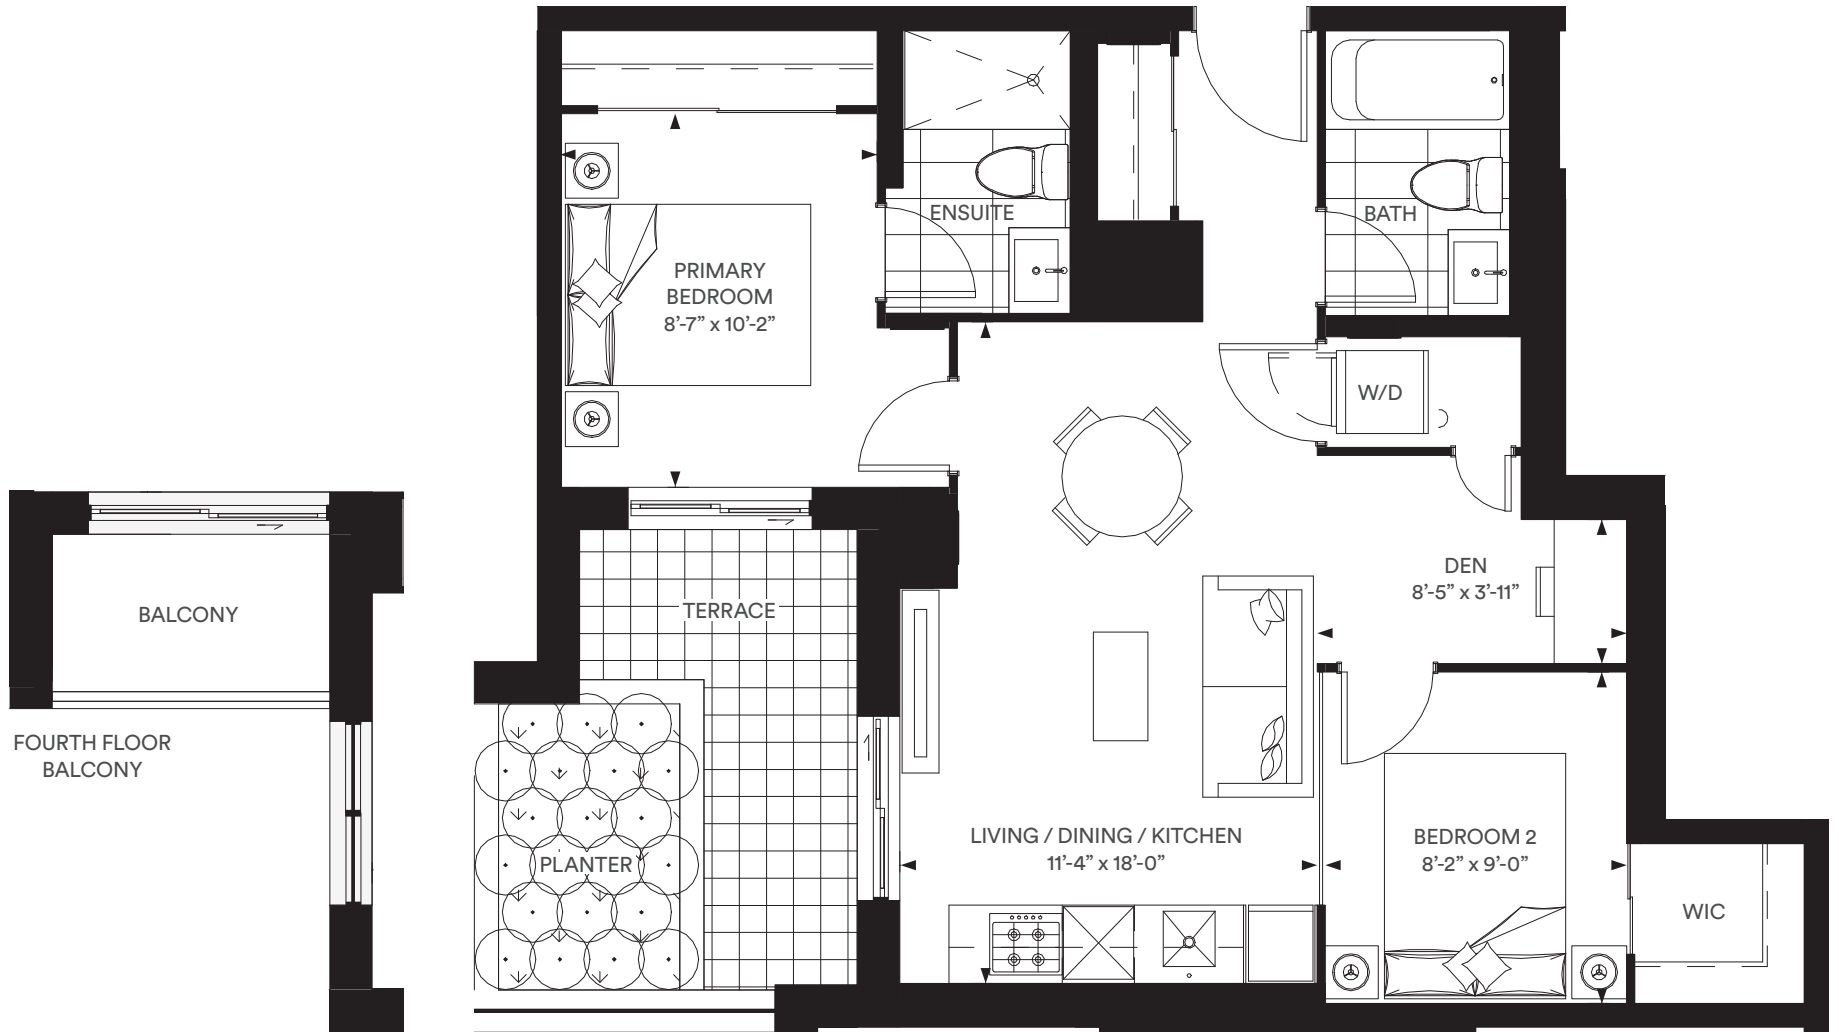 ENSUITE
BATH
PRIMARY
BEDROOM
8’-7” x 10’-2”
W/D
DEN
8’-5” x 3’-11”
TERRACE
BALCONY
FOURTH FLOOR
BALCONY
LIVING / DINING / KITCHEN
11’-4” x 18’-0”
BEDROOM 2
8’-2” x 9’-0”
PLANTER
WIC